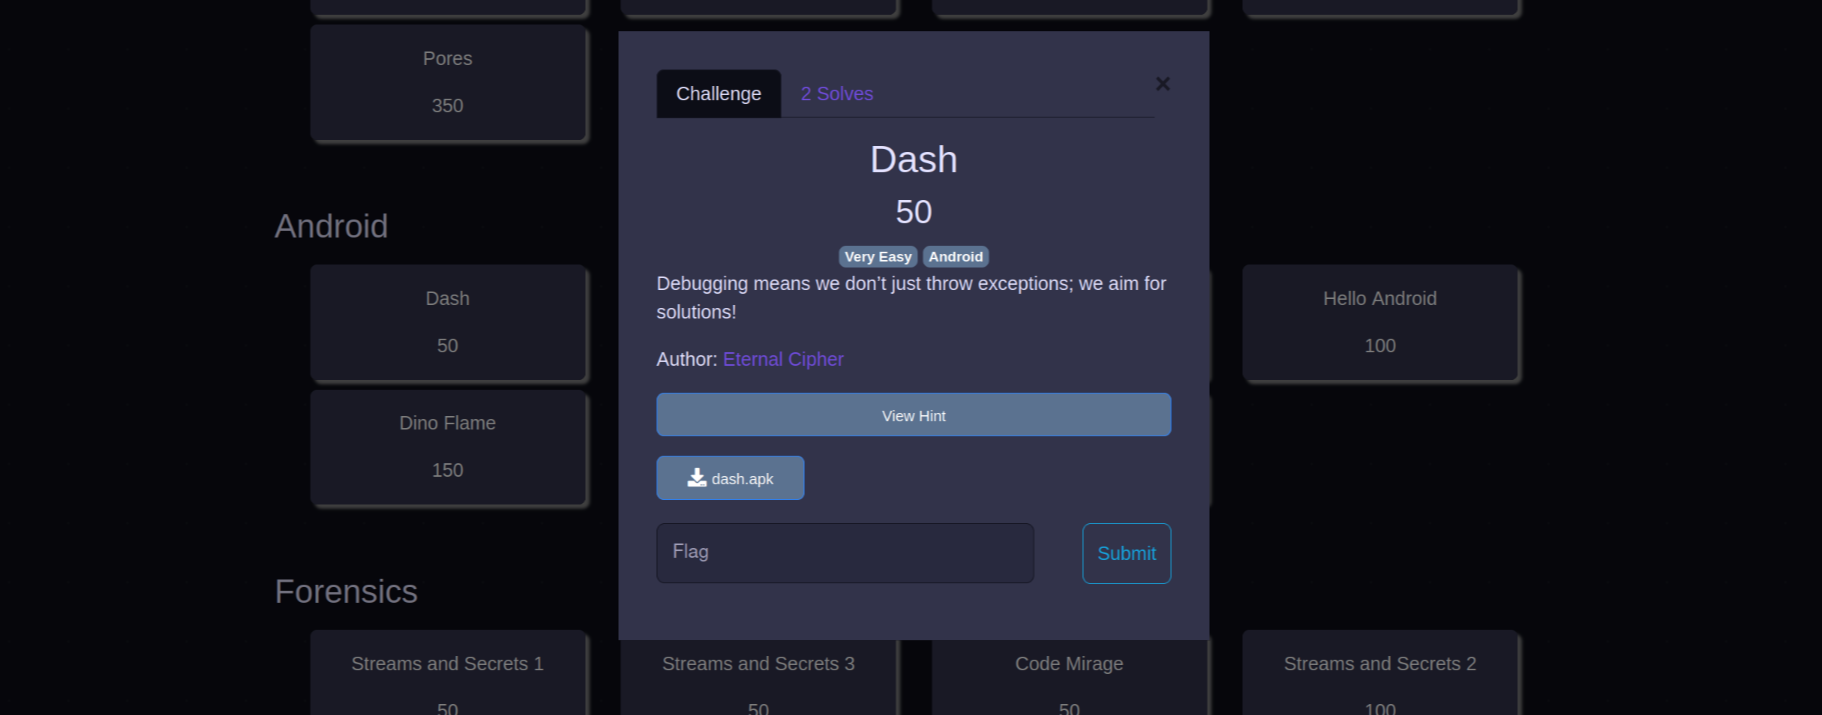 Pores
350
Challenge
2 Solves
×
Dash
50
Very Easy
Android
Debugging means we don’t just throw exceptions; we aim for
solutions!
Author: Eternal Cipher
View Hint
dash.apk
Flag
Submit
Android
Dash
50
Hello Android
100
Dino Flame
150
Forensics
Streams and Secrets 1
50
Streams and Secrets 3
50
Code Mirage
50
Streams and Secrets 2
100